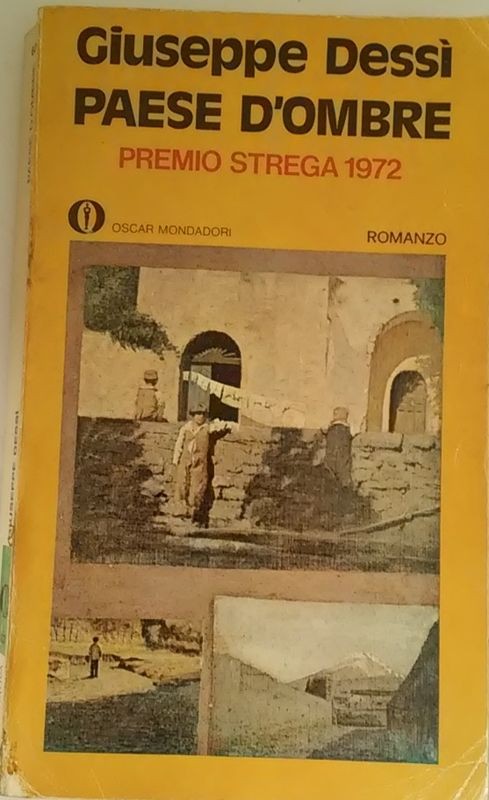 Giuseppe Dessì
PAESE D'OMBRE
PREMIO STREGA 1972
OSCAR MONDADORI
ROMANZO
GIUSEPPE DESSÌ